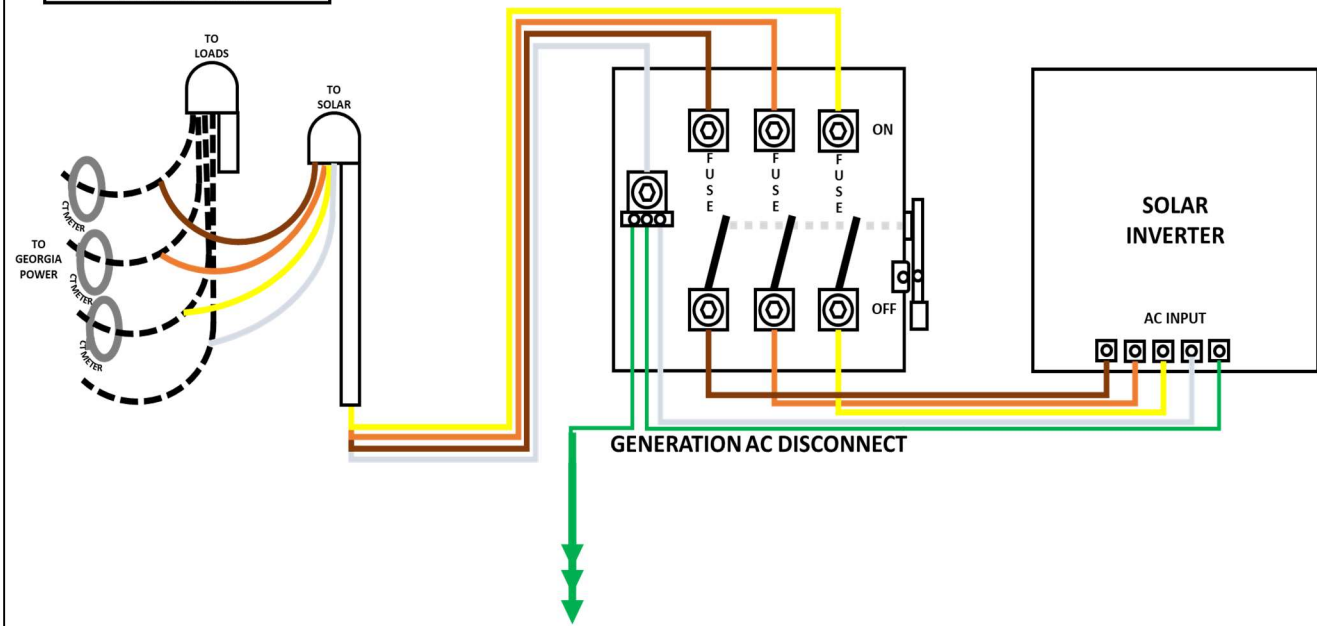 TO
LOADS
TO
SOLAR
CT METER
TO
GEORGIA
POWER
CT METER
CT METER
ON
FUSE
FUSE
FUSE
OFF
GENERATION AC DISCONNECT
SOLAR
INVERTER
AC INPUT